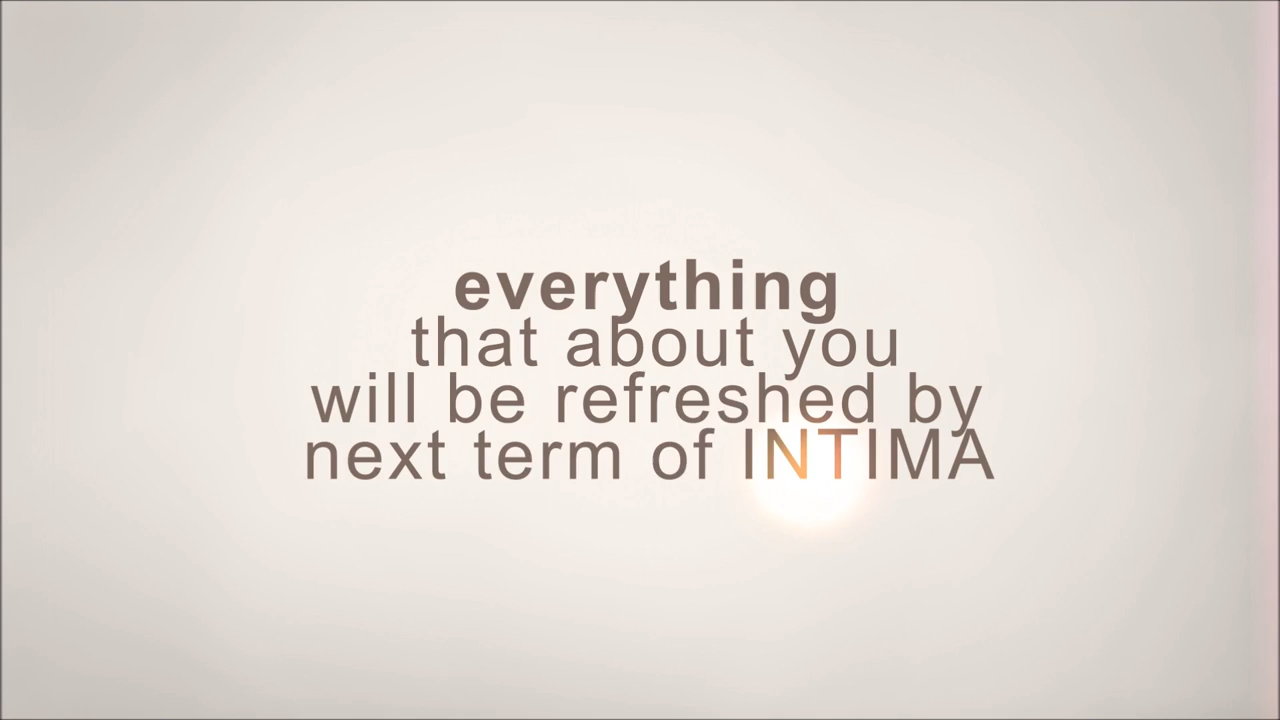 everything
that about you
will be refreshed by
next term of INTIMA